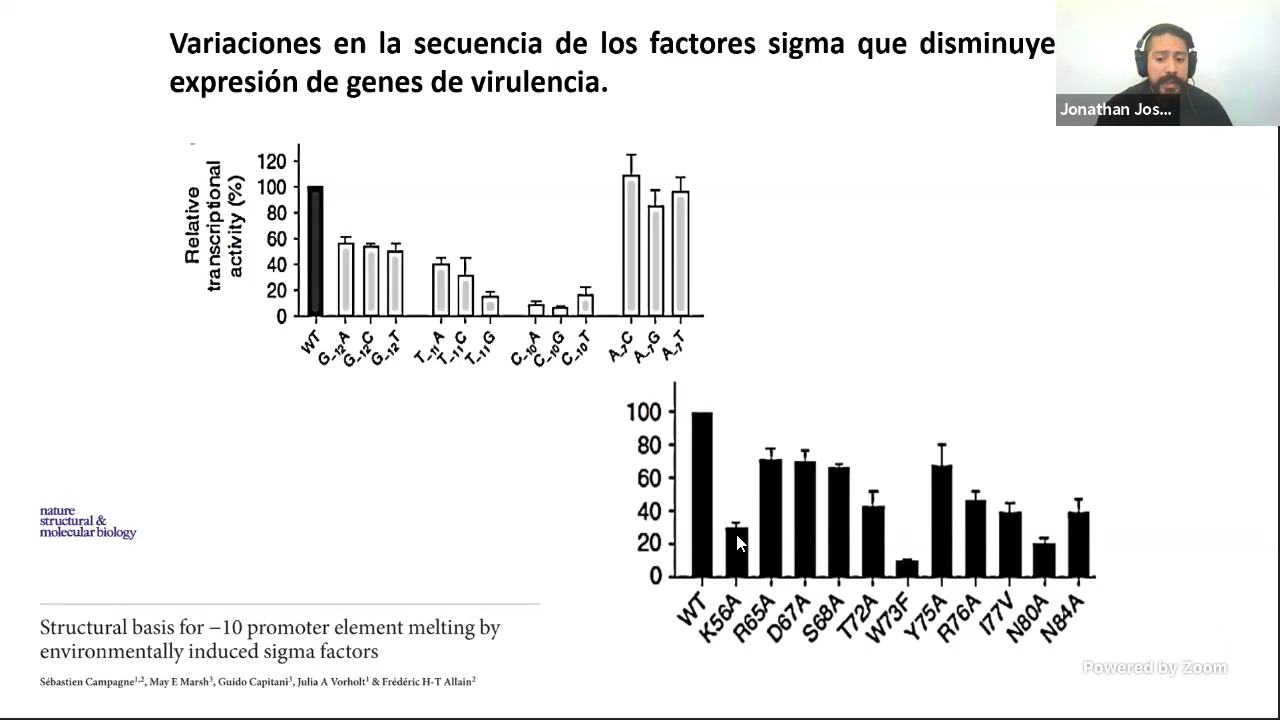 Variaciones en la secuencia de los factores sigma que disminuye
expresión de genes de virulencia.
Jonathan Jos...
Relative
transcriptional
activity (%)
120
100
80
60
40
20
0
WT
G₋₁₂A
G₋₁₂C
G₋₁₂T
T₋₁₁A
T₋₁₁C
T₋₁₁G
C₋₁₀A
C₋₁₀G
C₋₁₀T
A₋₇C
A₋₇G
A₋₇T
100
80
60
40
20
0
WT
K56A
R65A
D67A
S68A
T72A
W73F
Y75A
R76A
I77V
N80A
N84A
nature
structural &
molecular biology
Structural basis for −10 promoter element melting by
environmentally induced sigma factors
Sébastien Campagne¹,², May E Marsh³, Guido Capitani³, Julia A Vorholt¹ & Frédéric H-T Allain²
Powered by Zoom